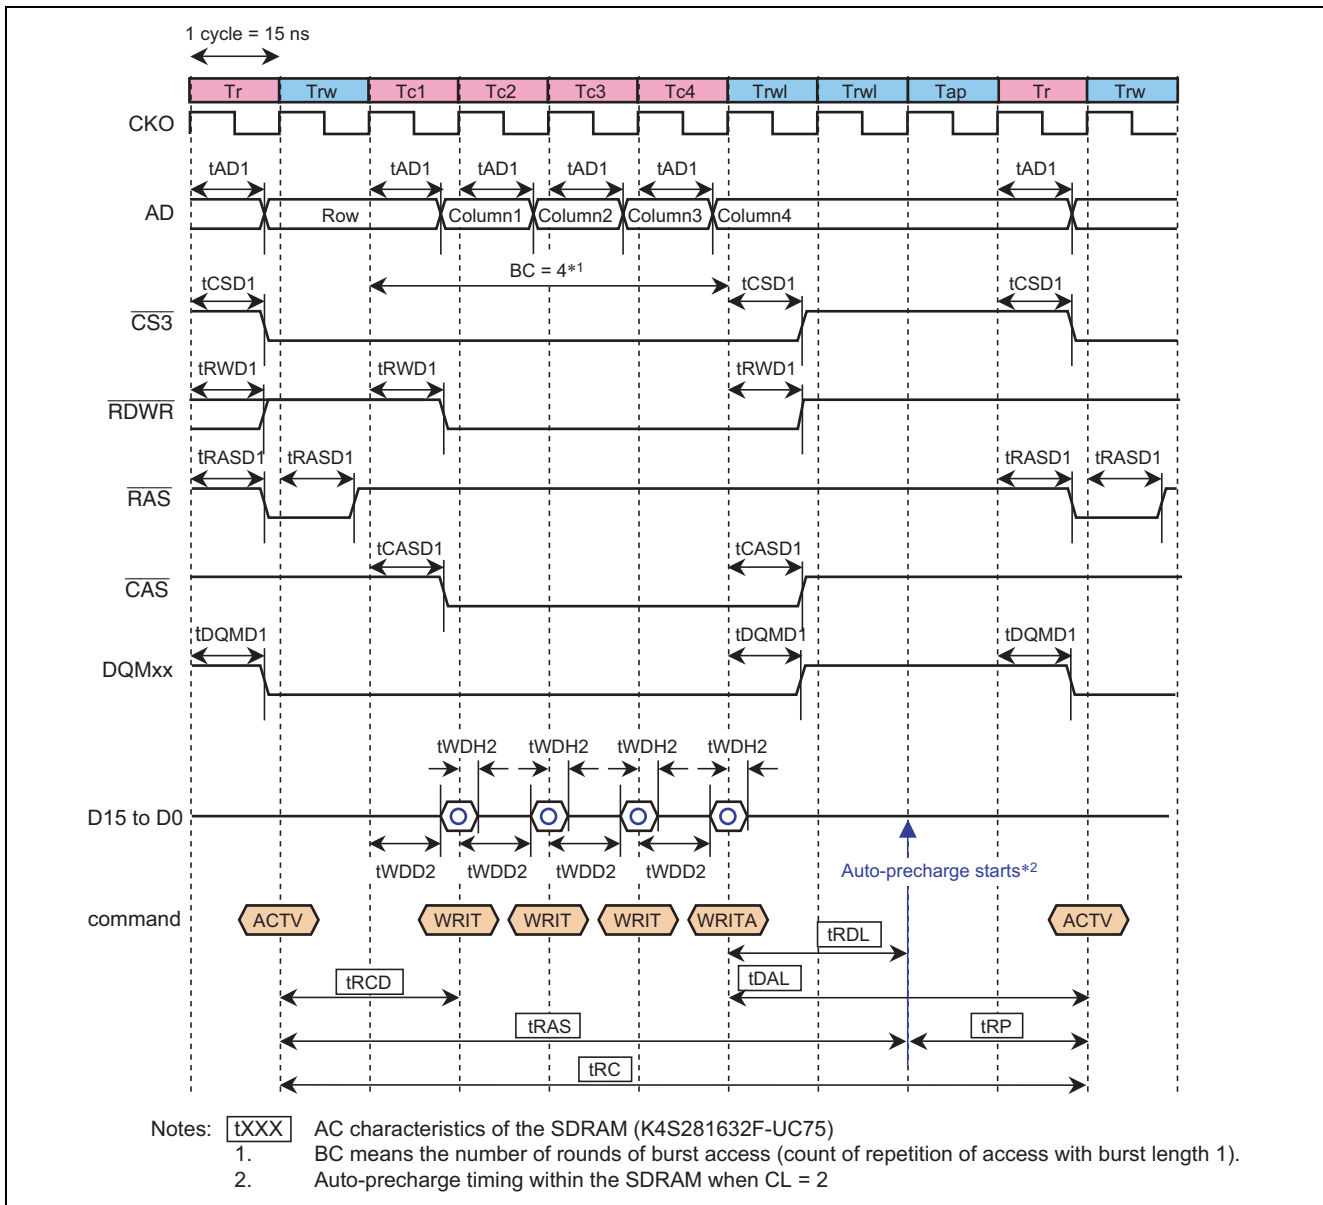 1 cycle = 15 ns
Tr Trw Tc1 Tc2 Tc3 Tc4 Trwl Trwl Tap Tr Trw
CKO
tAD1 tAD1 tAD1 tAD1 tAD1 tAD1
AD Row Column1 Column2 Column3 Column4
BC = 4*1
tCSD1 tCSD1 tCSD1
CS3
tRWD1 tRWD1 tRWD1
RDWR
tRASD1 tRASD1 tRASD1 tRASD1
RAS
tCASD1 tCASD1
CAS
tDQMD1 tDQMD1 tDQMD1
DQMxx
tWDH2 tWDH2 tWDH2 tWDH2
D15 to D0
tWDD2 tWDD2 tWDD2 tWDD2
Auto-precharge starts*2
command ACTV WRIT WRIT WRIT WRITA ACTV
tRDL
tRCD tDAL
tRAS tRP
tRC
Notes: tXXX AC characteristics of the SDRAM (K4S281632F-UC75)
1. BC means the number of rounds of burst access (count of repetition of access with burst length 1).
2. Auto-precharge timing within the SDRAM when CL = 2